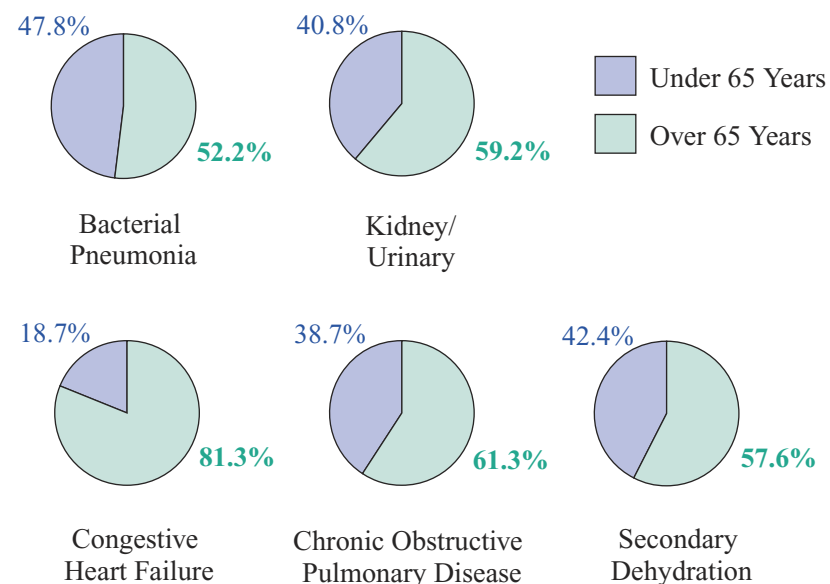 47.8%
52.2%
Bacterial
Pneumonia
40.8%
59.2%
Kidney/
Urinary
Under 65 Years
Over 65 Years
18.7%
81.3%
Congestive
Heart Failure
38.7%
61.3%
Chronic Obstructive
Pulmonary Disease
42.4%
57.6%
Secondary
Dehydration